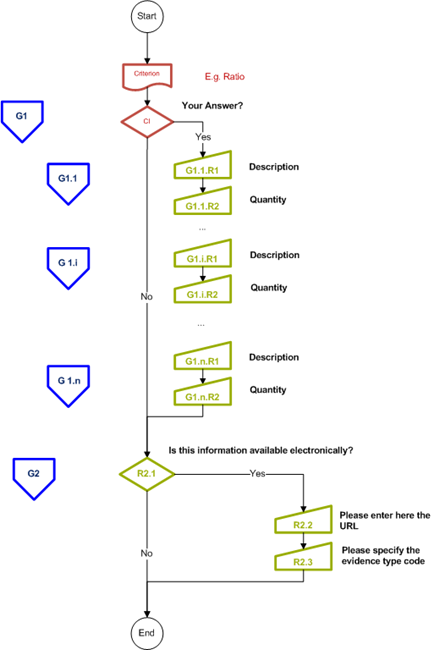 Start
Criterion
E.g. Ratio
G1
Your Answer?
CI
Yes
G1.1.R1
Description
G1.1
G1.1.R2
Quantity
...
G 1.i
G1.i.R1
Description
G1.i.R2
Quantity
No
...
G1.n.R1
Description
G 1.n
G1.n.R2
Quantity
Is this information available electronically?
G2
R2.1
Yes
R2.2
Please enter here the
URL
No
R2.3
Please specify the
evidence type code
End